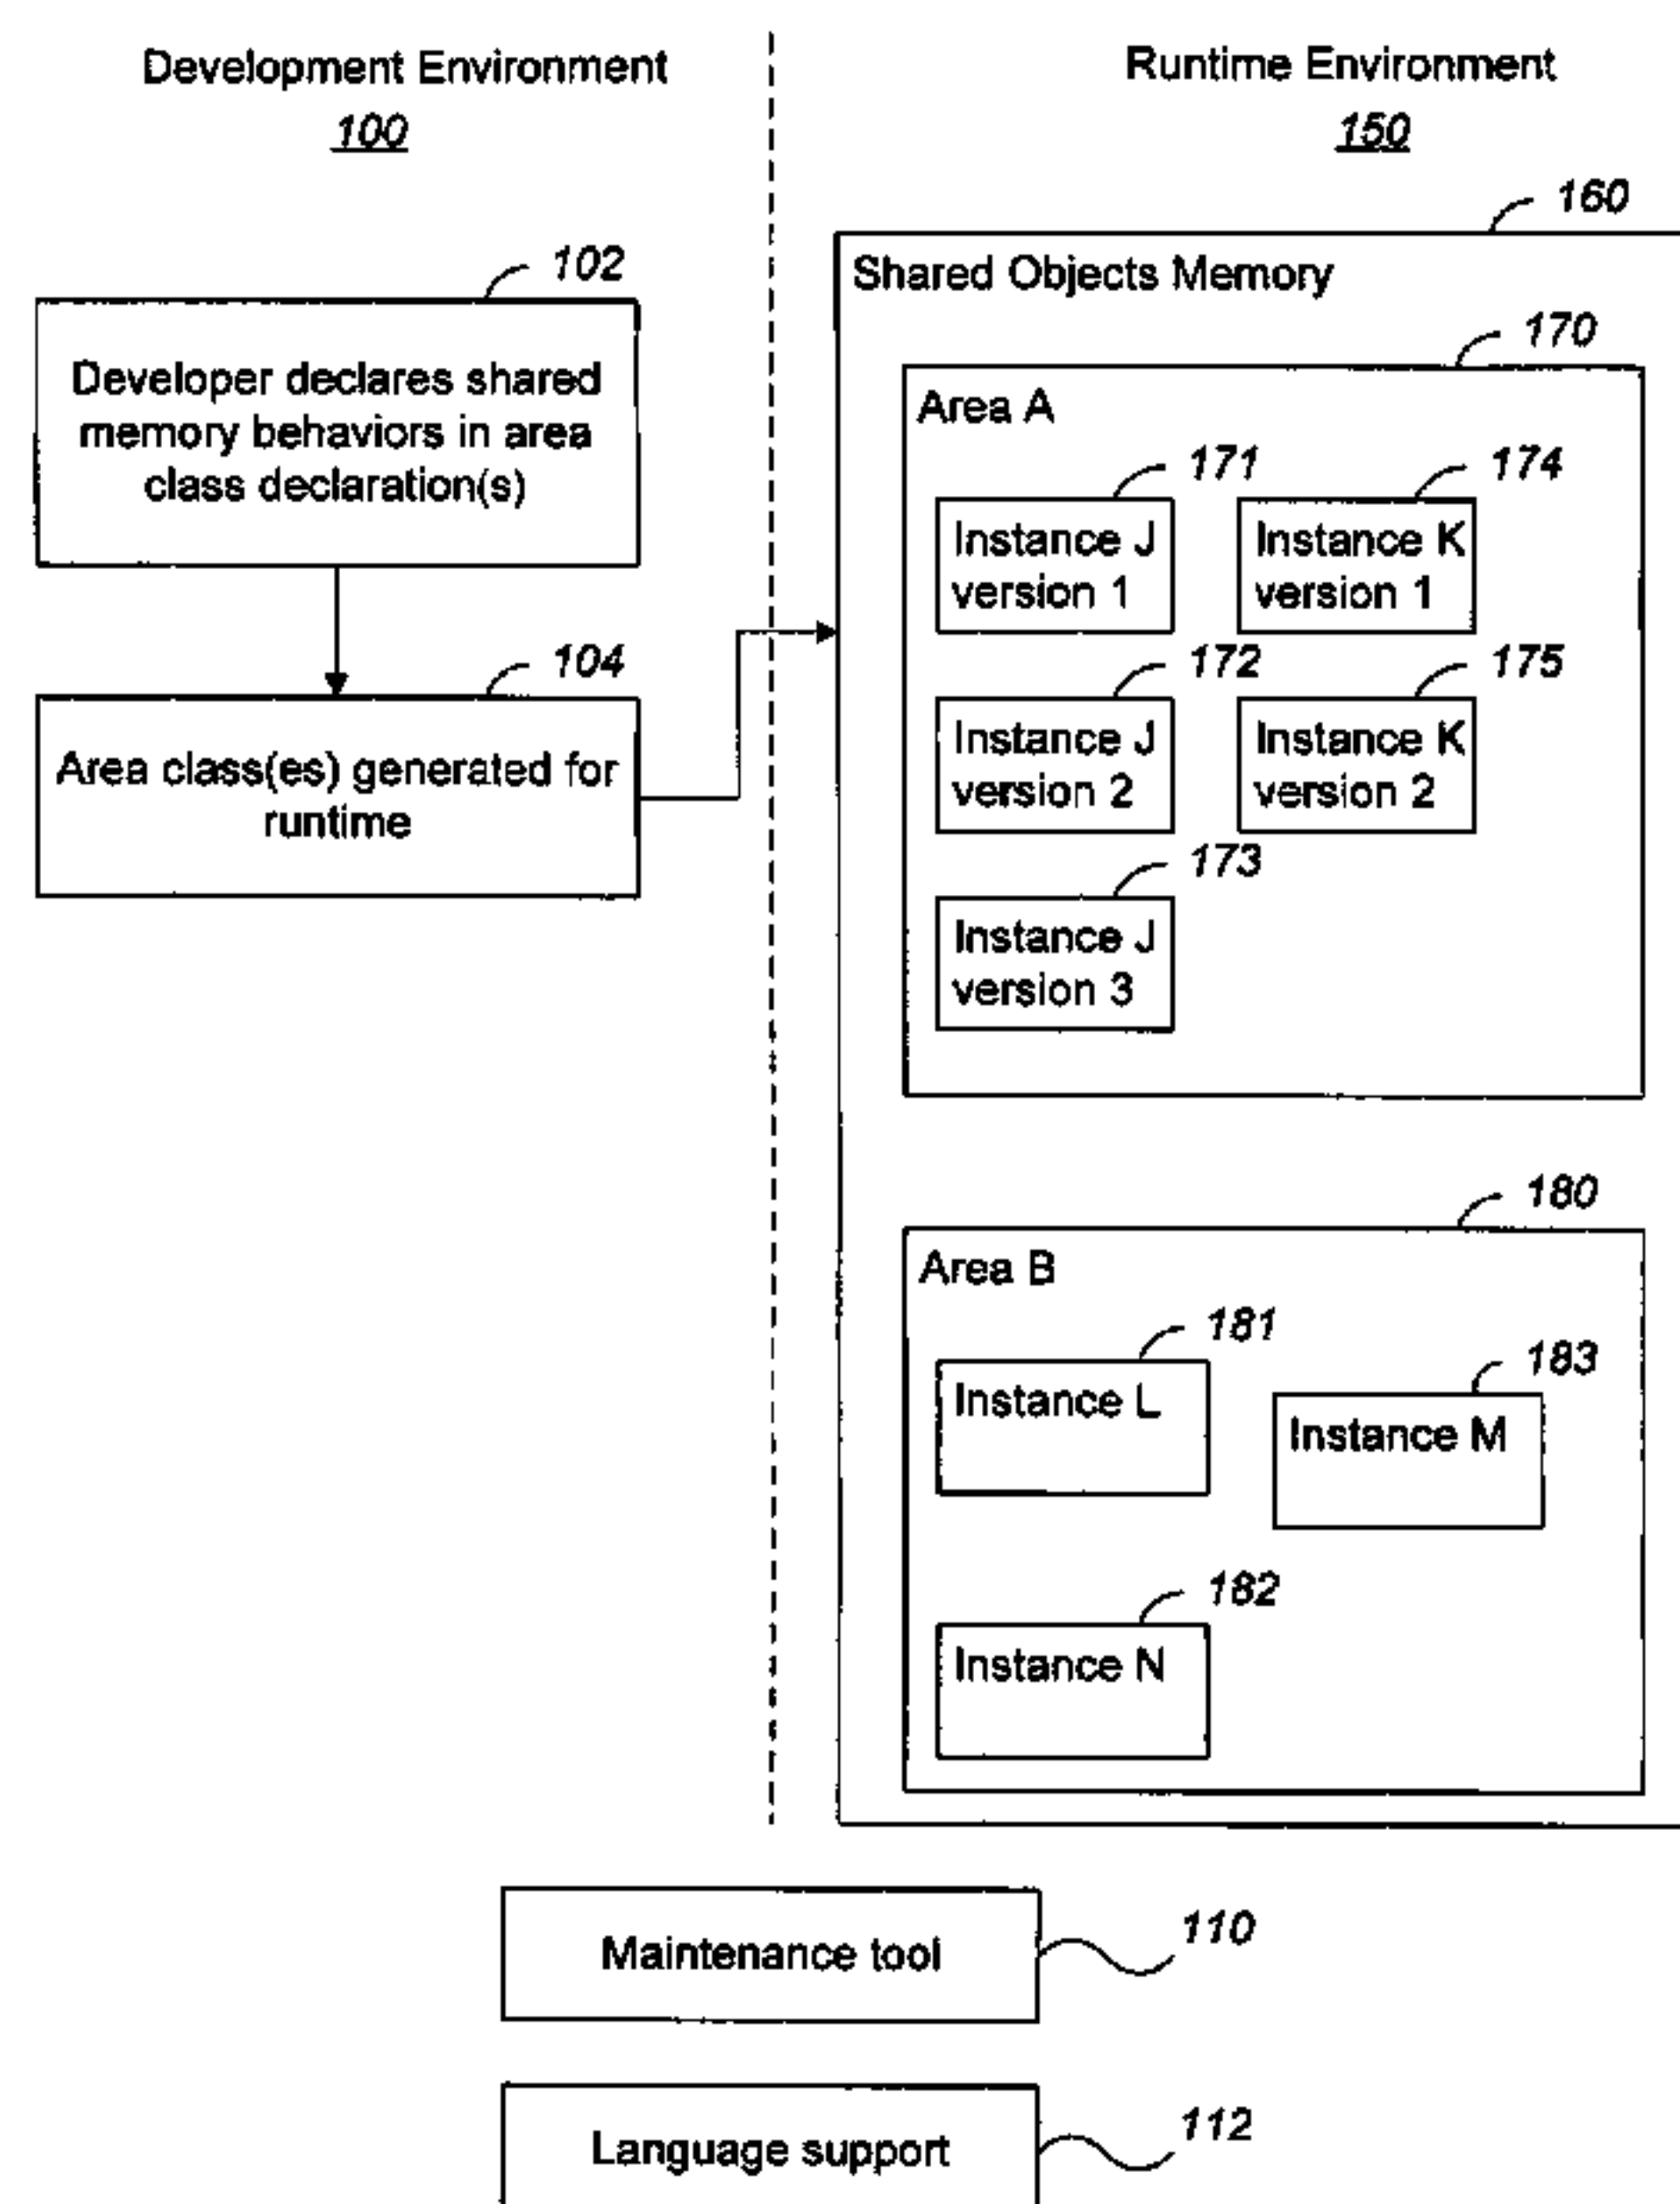 Development Environment
100
Runtime Environment
150
102
Developer declares shared
memory behaviors in area
class declaration(s)
104
Area class(es) generated for
runtime
160
Shared Objects Memory
170
Area A
171
Instance J
version 1
174
Instance K
version 1
172
Instance J
version 2
175
Instance K
version 2
173
Instance J
version 3
180
Area B
181
Instance L
183
Instance M
182
Instance N
Maintenance tool
110
Language support
112